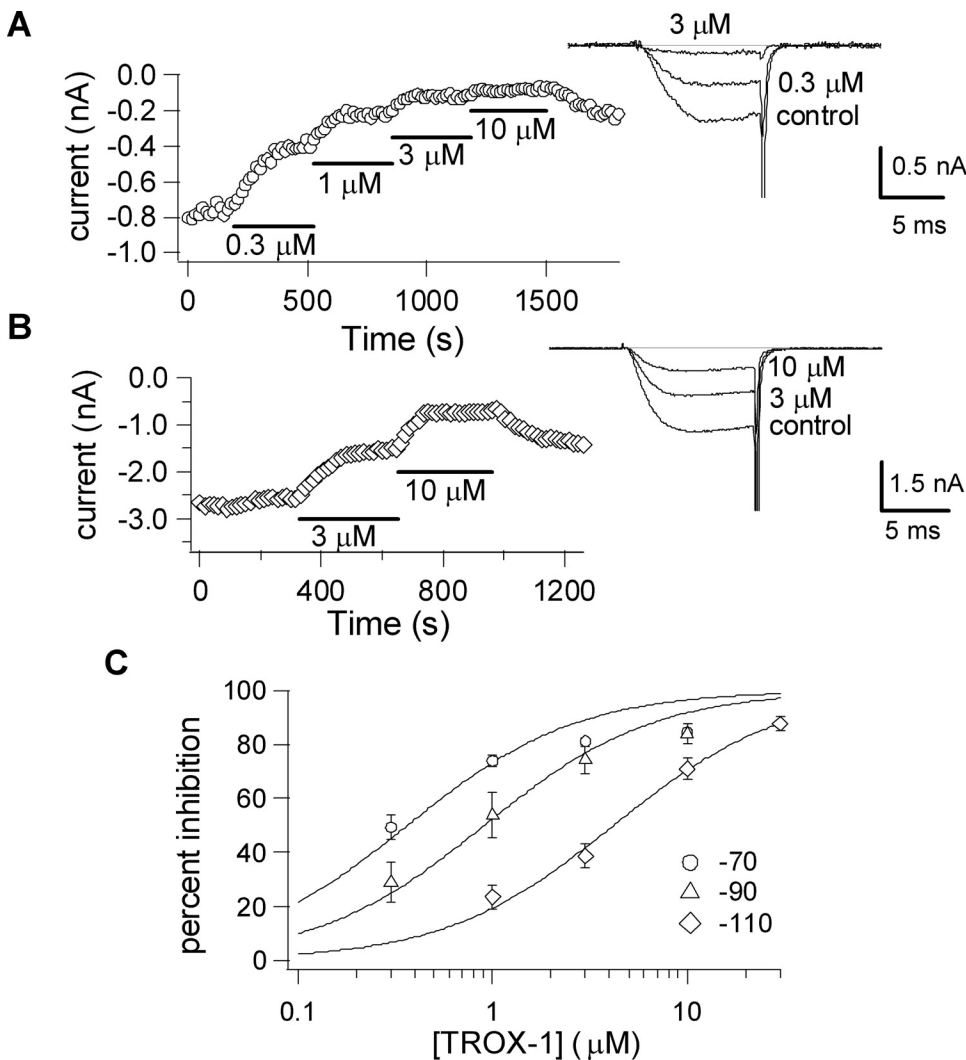 A
current (nA)
0.0
-0.2
-0.4
-0.6
-0.8
-1.0
0.3 μM
1 μM
3 μM
10 μM
0
500
1000
1500
Time (s)
3 μM
0.3 μM
control
0.5 nA
5 ms
B
current (nA)
0.0
-1.0
-2.0
-3.0
3 μM
10 μM
0
400
800
1200
Time (s)
10 μM
3 μM
control
1.5 nA
5 ms
C
percent inhibition
100
80
60
40
20
0
-70
-90
-110
0.1
1
10
[TROX-1] (μM)